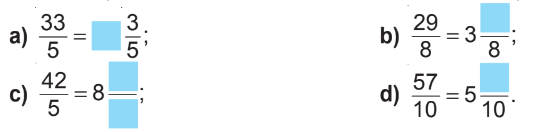 a) 33/5 = □ 3/5;
b) 29/8 = 3 □/8;
c) 42/5 = 8 □/□;
d) 57/10 = 5 □/10.